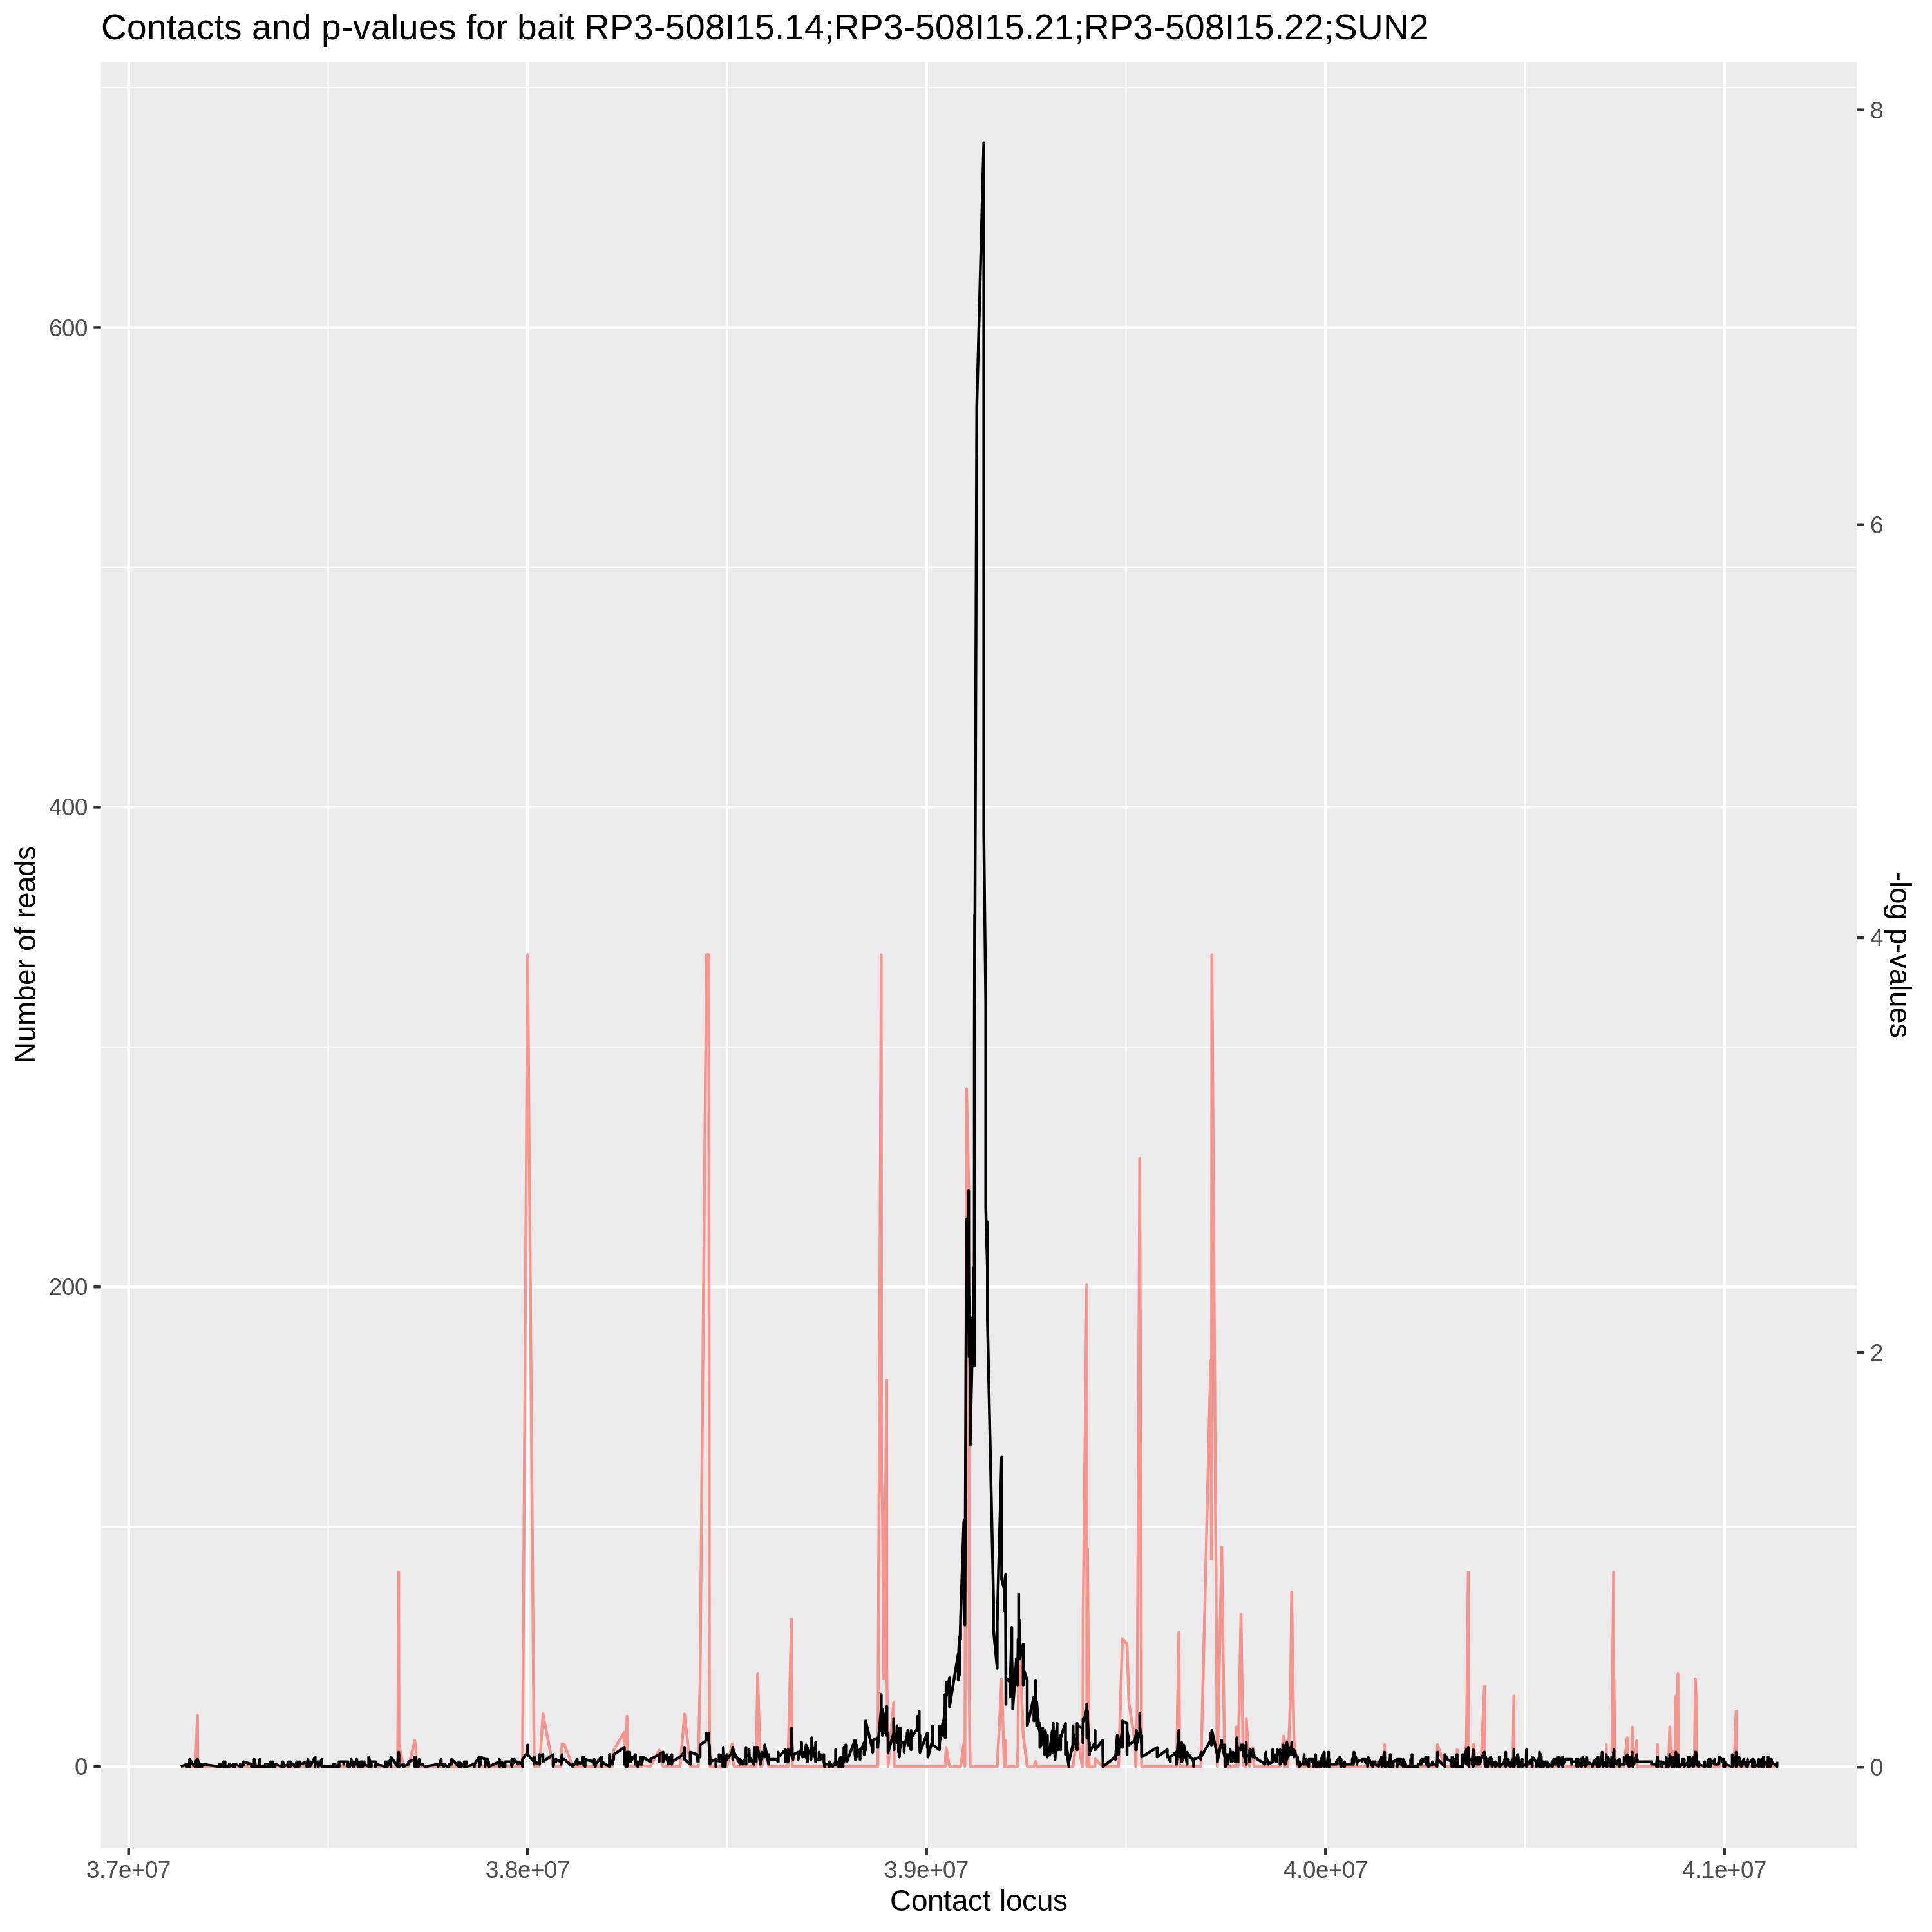 Contacts and p-values for bait RP3-508I15.14;RP3-508I15.21;RP3-508I15.22;SUN2
8
600
6
400
Number of reads
4
-log p-values
200
2
0
0
3.7e+07
3.8e+07
3.9e+07
4.0e+07
4.1e+07
Contact locus